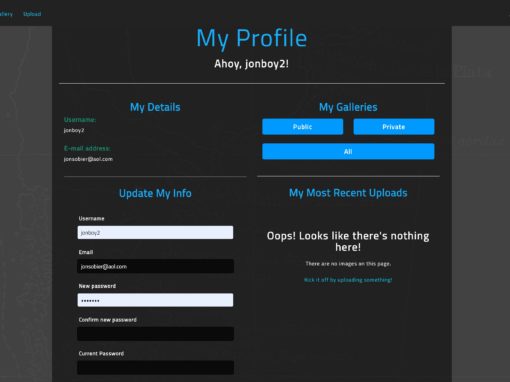 Upload
My Profile
Ahoy, jonboy2!
My Details
Username:
jonboy2
E-mail address:
jonsobier@aol.com
My Galleries
Public
Private
All
Update My Info
Username
jonboy2
Email
jonsobier@aol.com
New password
•••••••
Confirm new password
Current Password
My Most Recent Uploads
Oops! Looks like there's nothing
here!
There are no images on this page.
Kick it off by uploading something!